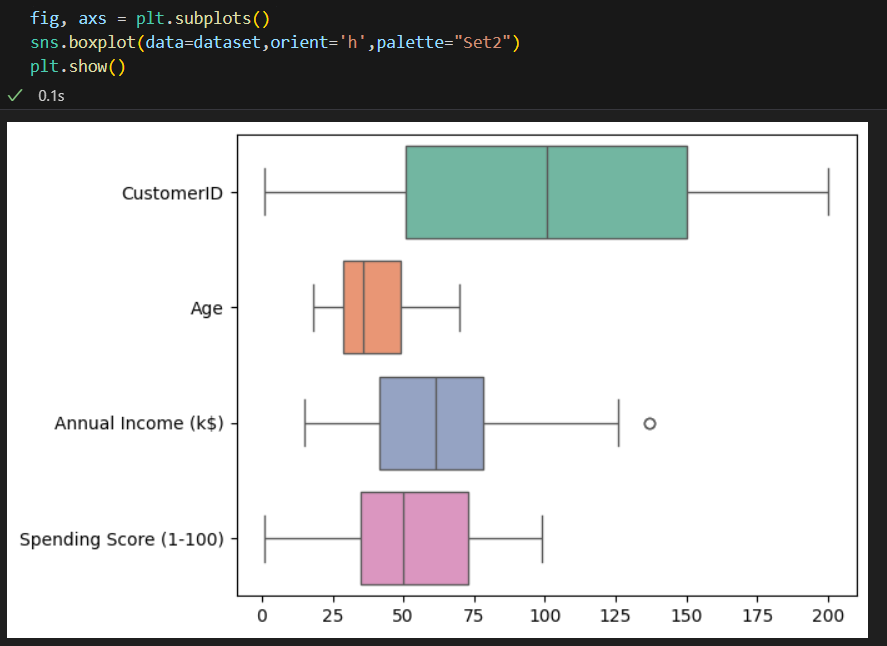 fig, axs = plt.subplots()
sns.boxplot(data=dataset,orient='h',palette="Set2")
plt.show()
0.1s
CustomerID
Age
Annual Income (k$)
Spending Score (1-100)
0 25 50 75 100 125 150 175 200